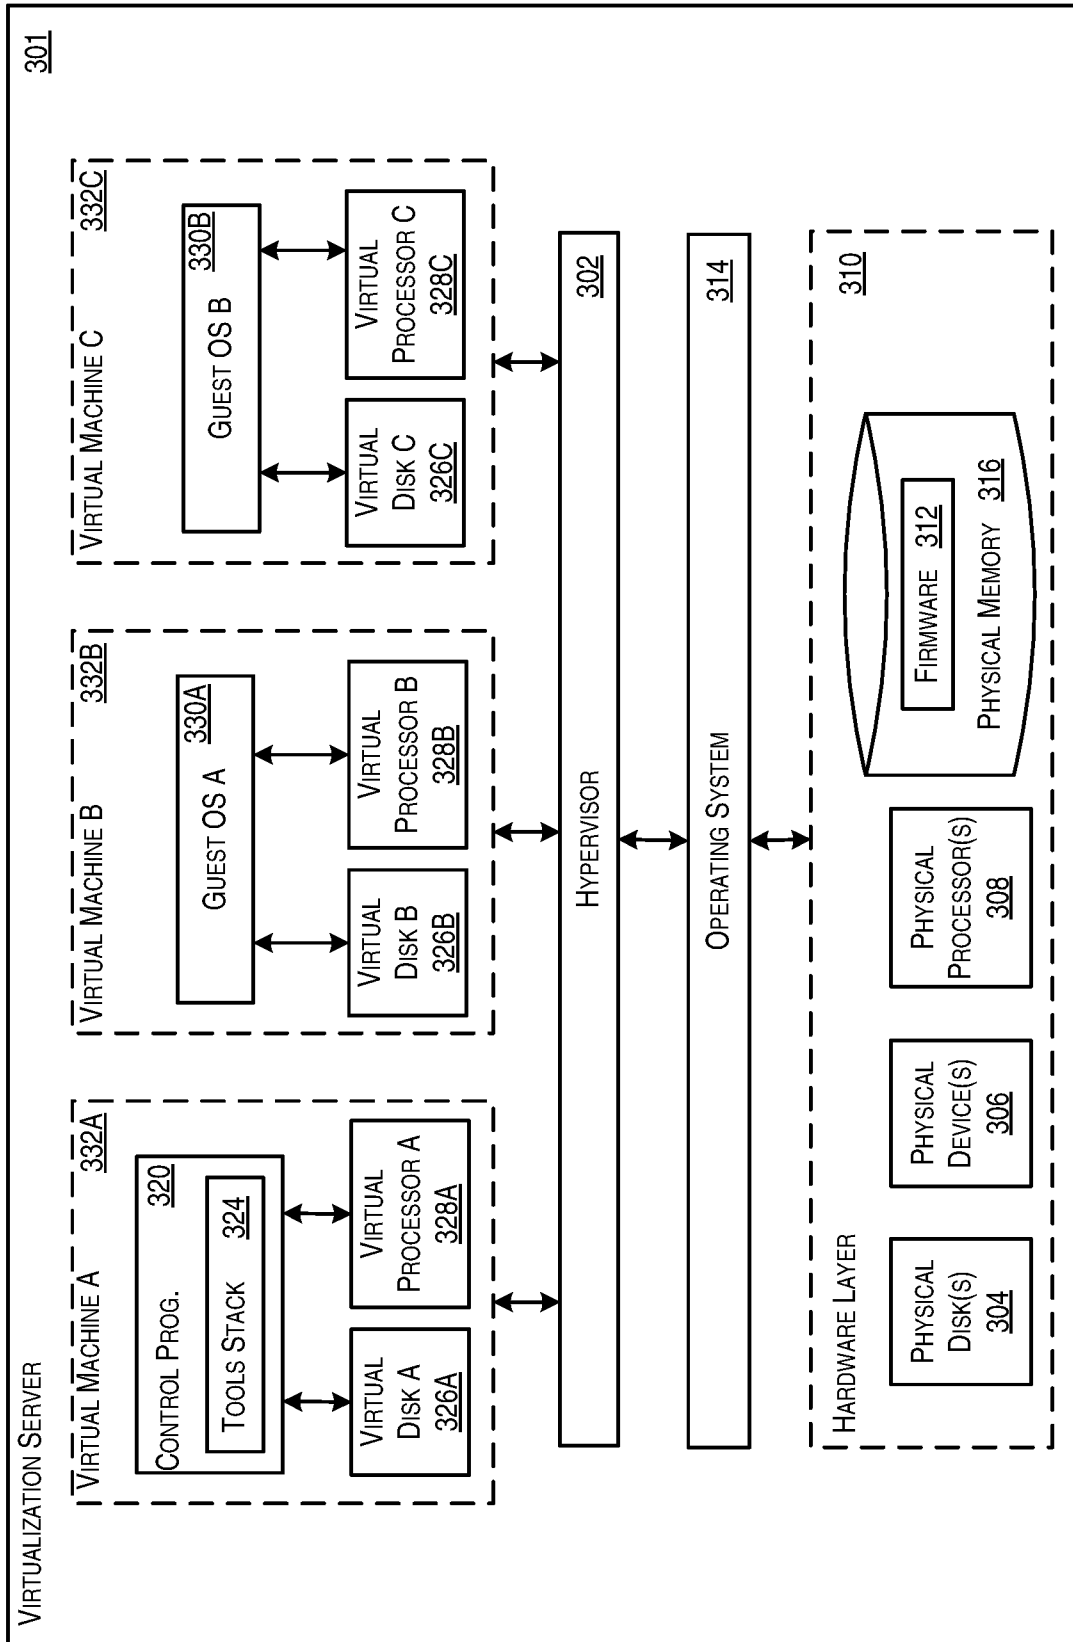 VIRTUALIZATION SERVER
301
VIRTUAL MACHINE A
332A
CONTROL PROG.
320
TOOLS STACK
324
VIRTUAL
DISK A
326A
VIRTUAL
PROCESSOR A
328A
VIRTUAL MACHINE B
332B
GUEST OS A
330A
VIRTUAL
DISK B
326B
VIRTUAL
PROCESSOR B
328B
VIRTUAL MACHINE C
332C
GUEST OS B
330B
VIRTUAL
DISK C
326C
VIRTUAL
PROCESSOR C
328C
HYPERVISOR
302
OPERATING SYSTEM
314
HARDWARE LAYER
310
PHYSICAL
DISK(S)
304
PHYSICAL
DEVICE(S)
306
PHYSICAL
PROCESSOR(S)
308
FIRMWARE
312
PHYSICAL MEMORY
316